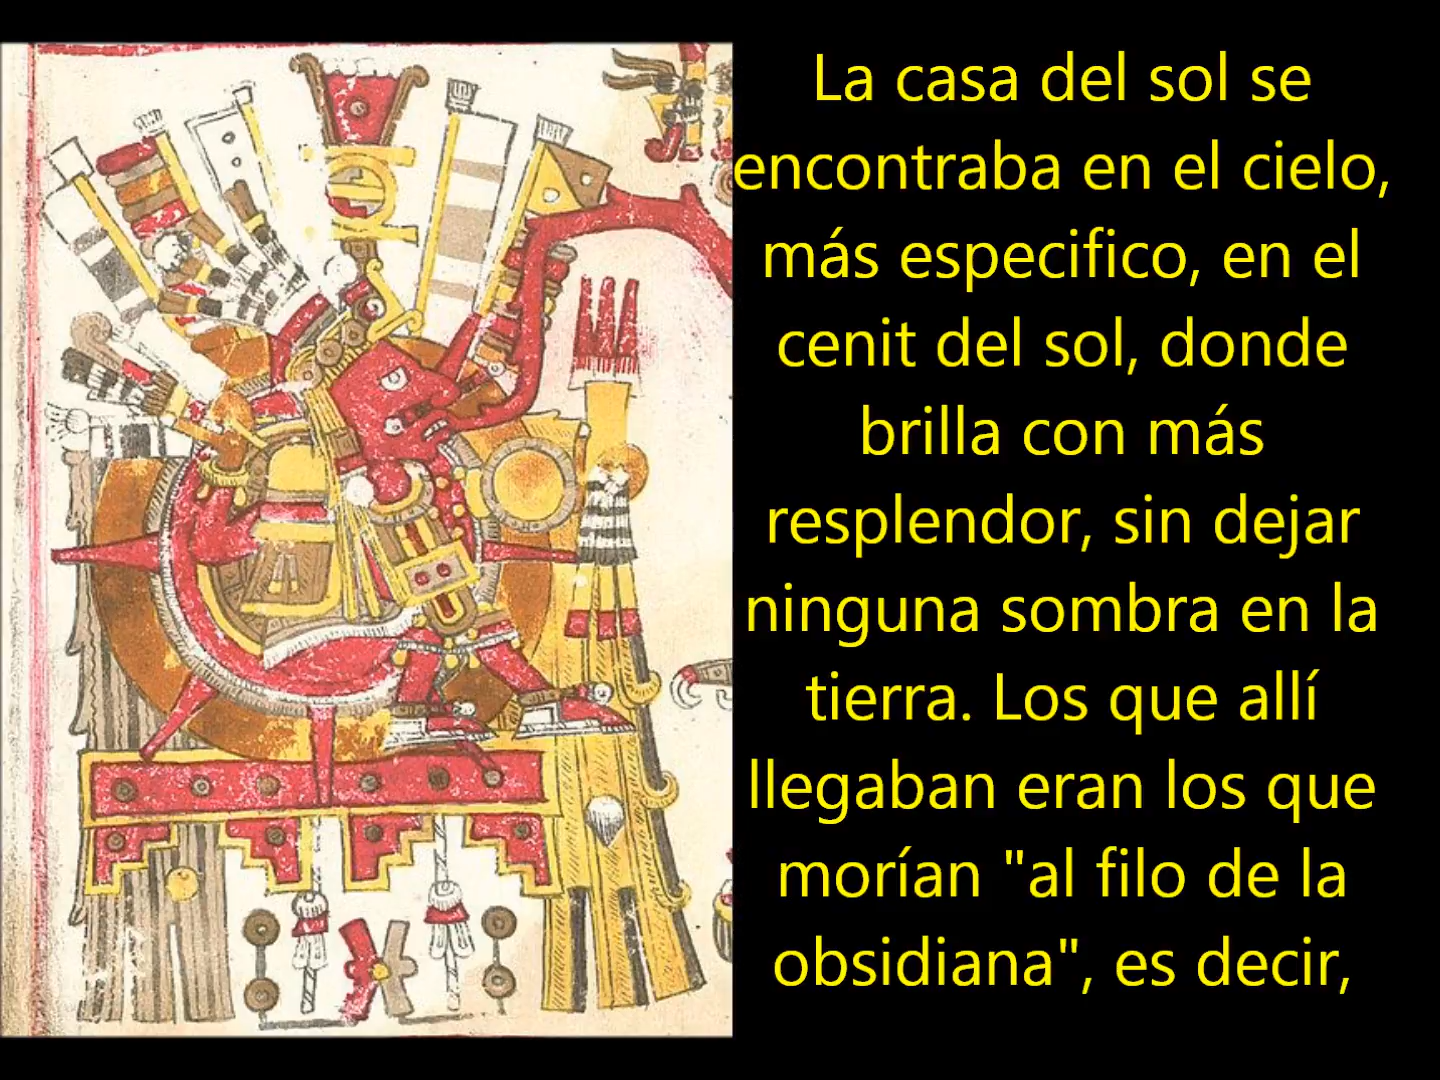 La casa del sol se
encontraba en el cielo,
más especifico, en el
cenit del sol, donde
brilla con más
resplendor, sin dejar
ninguna sombra en la
tierra. Los que allí
llegaban eran los que
morían "al filo de la
obsidiana", es decir,